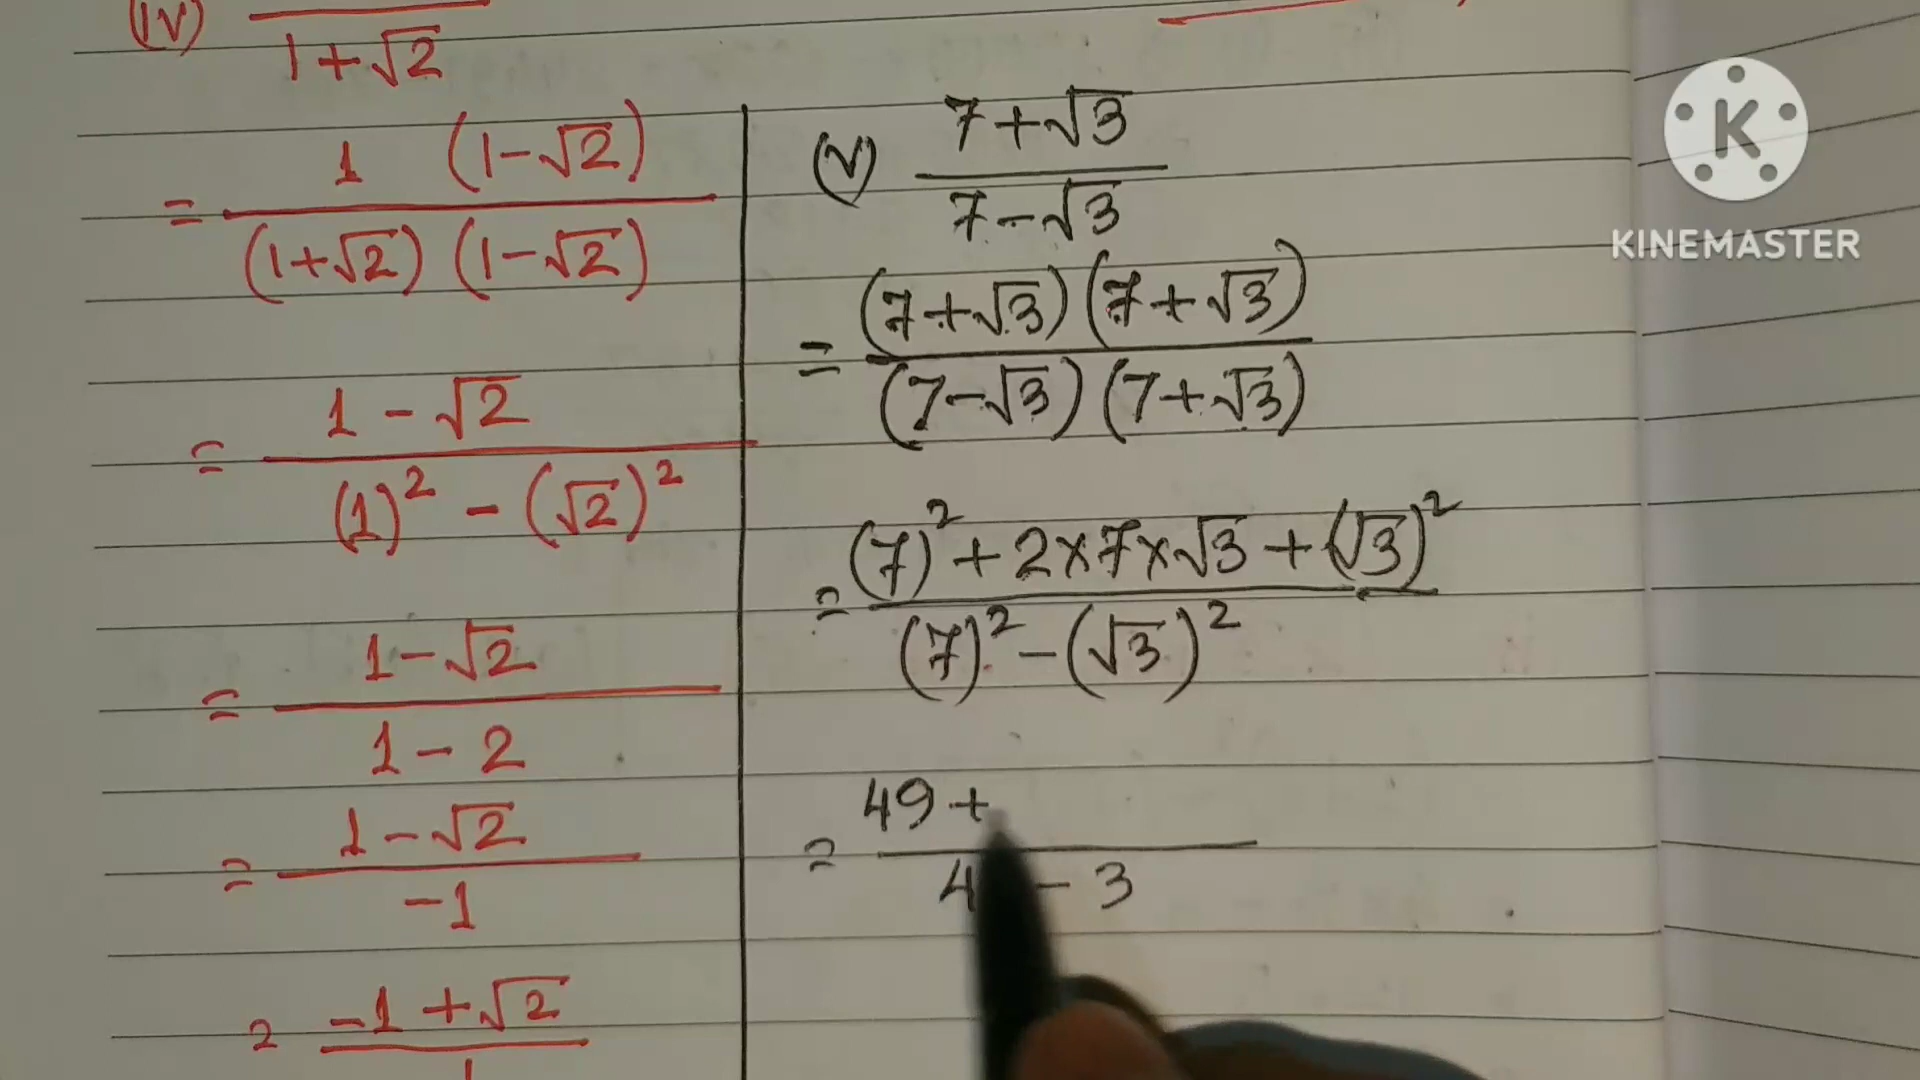 (iv)
1+√2
= 1 (1-√2)
(1+√2) (1-√2)
= 1 - √2
(1)² - (√2)²
= 1-√2
1 - 2
= 1-√2
-1
= -1 +√2
(v) 7+√3
7-√3
= (7+√3) (7+√3)
(7-√3) (7+√3)
= (7)² + 2×7×√3 + (√3)²
(7)² - (√3)²
= 49 +
4 - 3
K
KINEMASTER